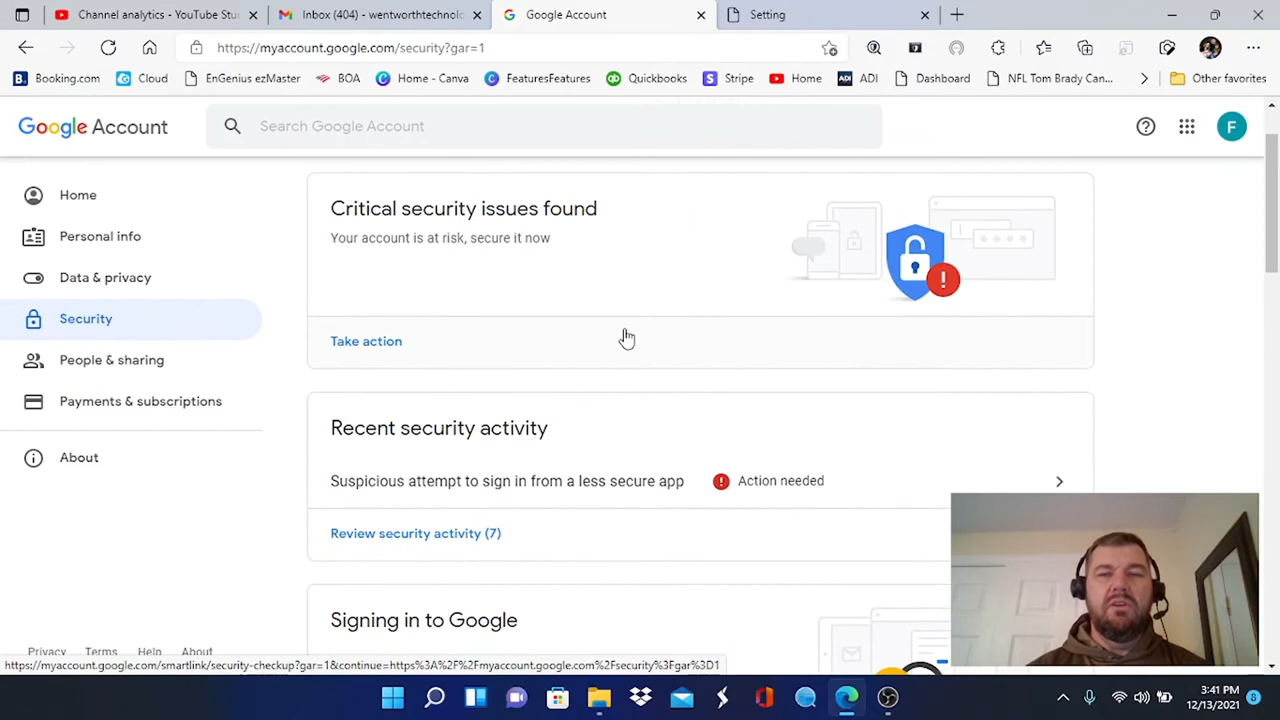 Channel analytics - YouTube Stu
Inbox (404) - wentworthtechnolo
Google Account
Setting
https://myaccount.google.com/security?gar=1
Booking.com
Cloud
EnGenius ezMaster
BOA
Home - Canva
FeaturesFeatures
Quickbooks
Stripe
Home
ADI
Dashboard
NFL Tom Brady Can...
Other favorites
Google Account
Search Google Account
F
Home
Personal info
Data & privacy
Security
People & sharing
Payments & subscriptions
About
Critical security issues found
Your account is at risk, secure it now
Take action
Recent security activity
Suspicious attempt to sign in from a less secure app
Action needed
Review security activity (7)
Signing in to Google
Privacy Terms Help About
https://myaccount.google.com/smartlink/security-checkup?gar=1&continue=https%3A%2F%2Fmyaccount.google.com%2Fsecurity%3Fgar%3D1
3:41 PM
12/13/2021
8